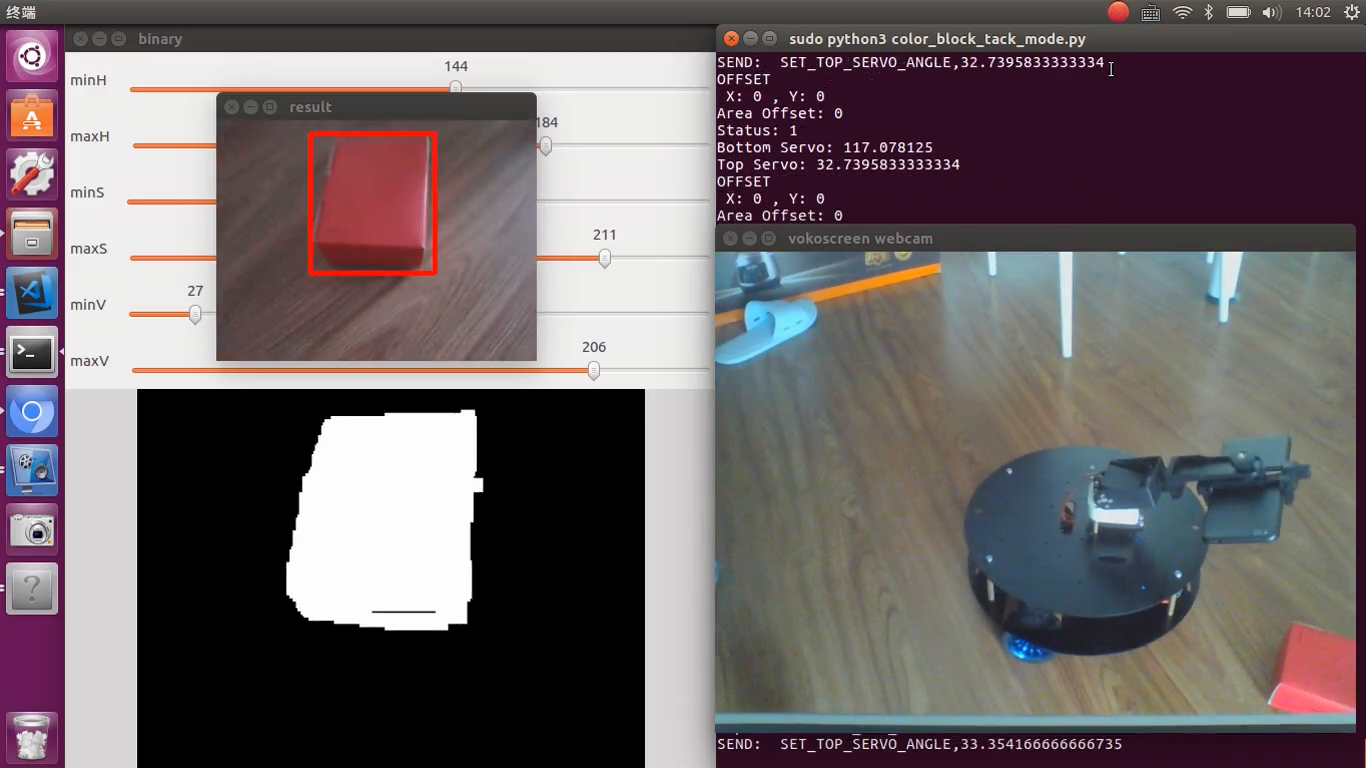 终端
14:02
binary
minH
144
maxH
184
minS
maxS
211
minV
27
maxV
206
result
sudo python3 color_block_tack_mode.py
SEND:  SET_TOP_SERVO_ANGLE,32.7395833333334
OFFSET
 X: 0 , Y: 0
Area Offset: 0
Status: 1
Bottom Servo: 117.078125
Top Servo: 32.7395833333334
OFFSET
 X: 0 , Y: 0
Area Offset: 0
vokoscreen webcam
SEND:  SET_TOP_SERVO_ANGLE,33.354166666666735